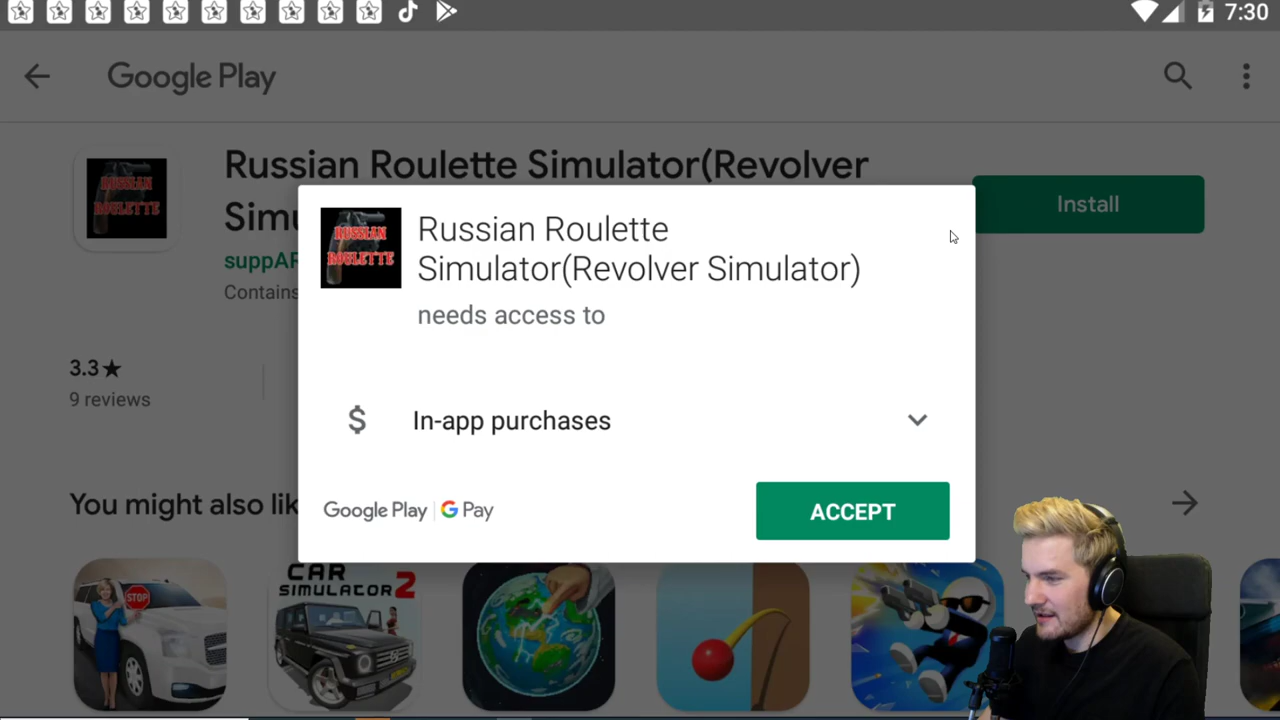 7:30
Google Play
Russian Roulette Simulator(Revolver
Simu
Install
suppAR
Contains
RUSSIAN
ROULETTE
Russian Roulette
Simulator(Revolver Simulator)
needs access to
RUSSIAN
ROULETTE
3.3★
9 reviews
$
In-app purchases
Google Play | G Pay
ACCEPT
You might also lik
STOP
CAR
SIMULATOR 2